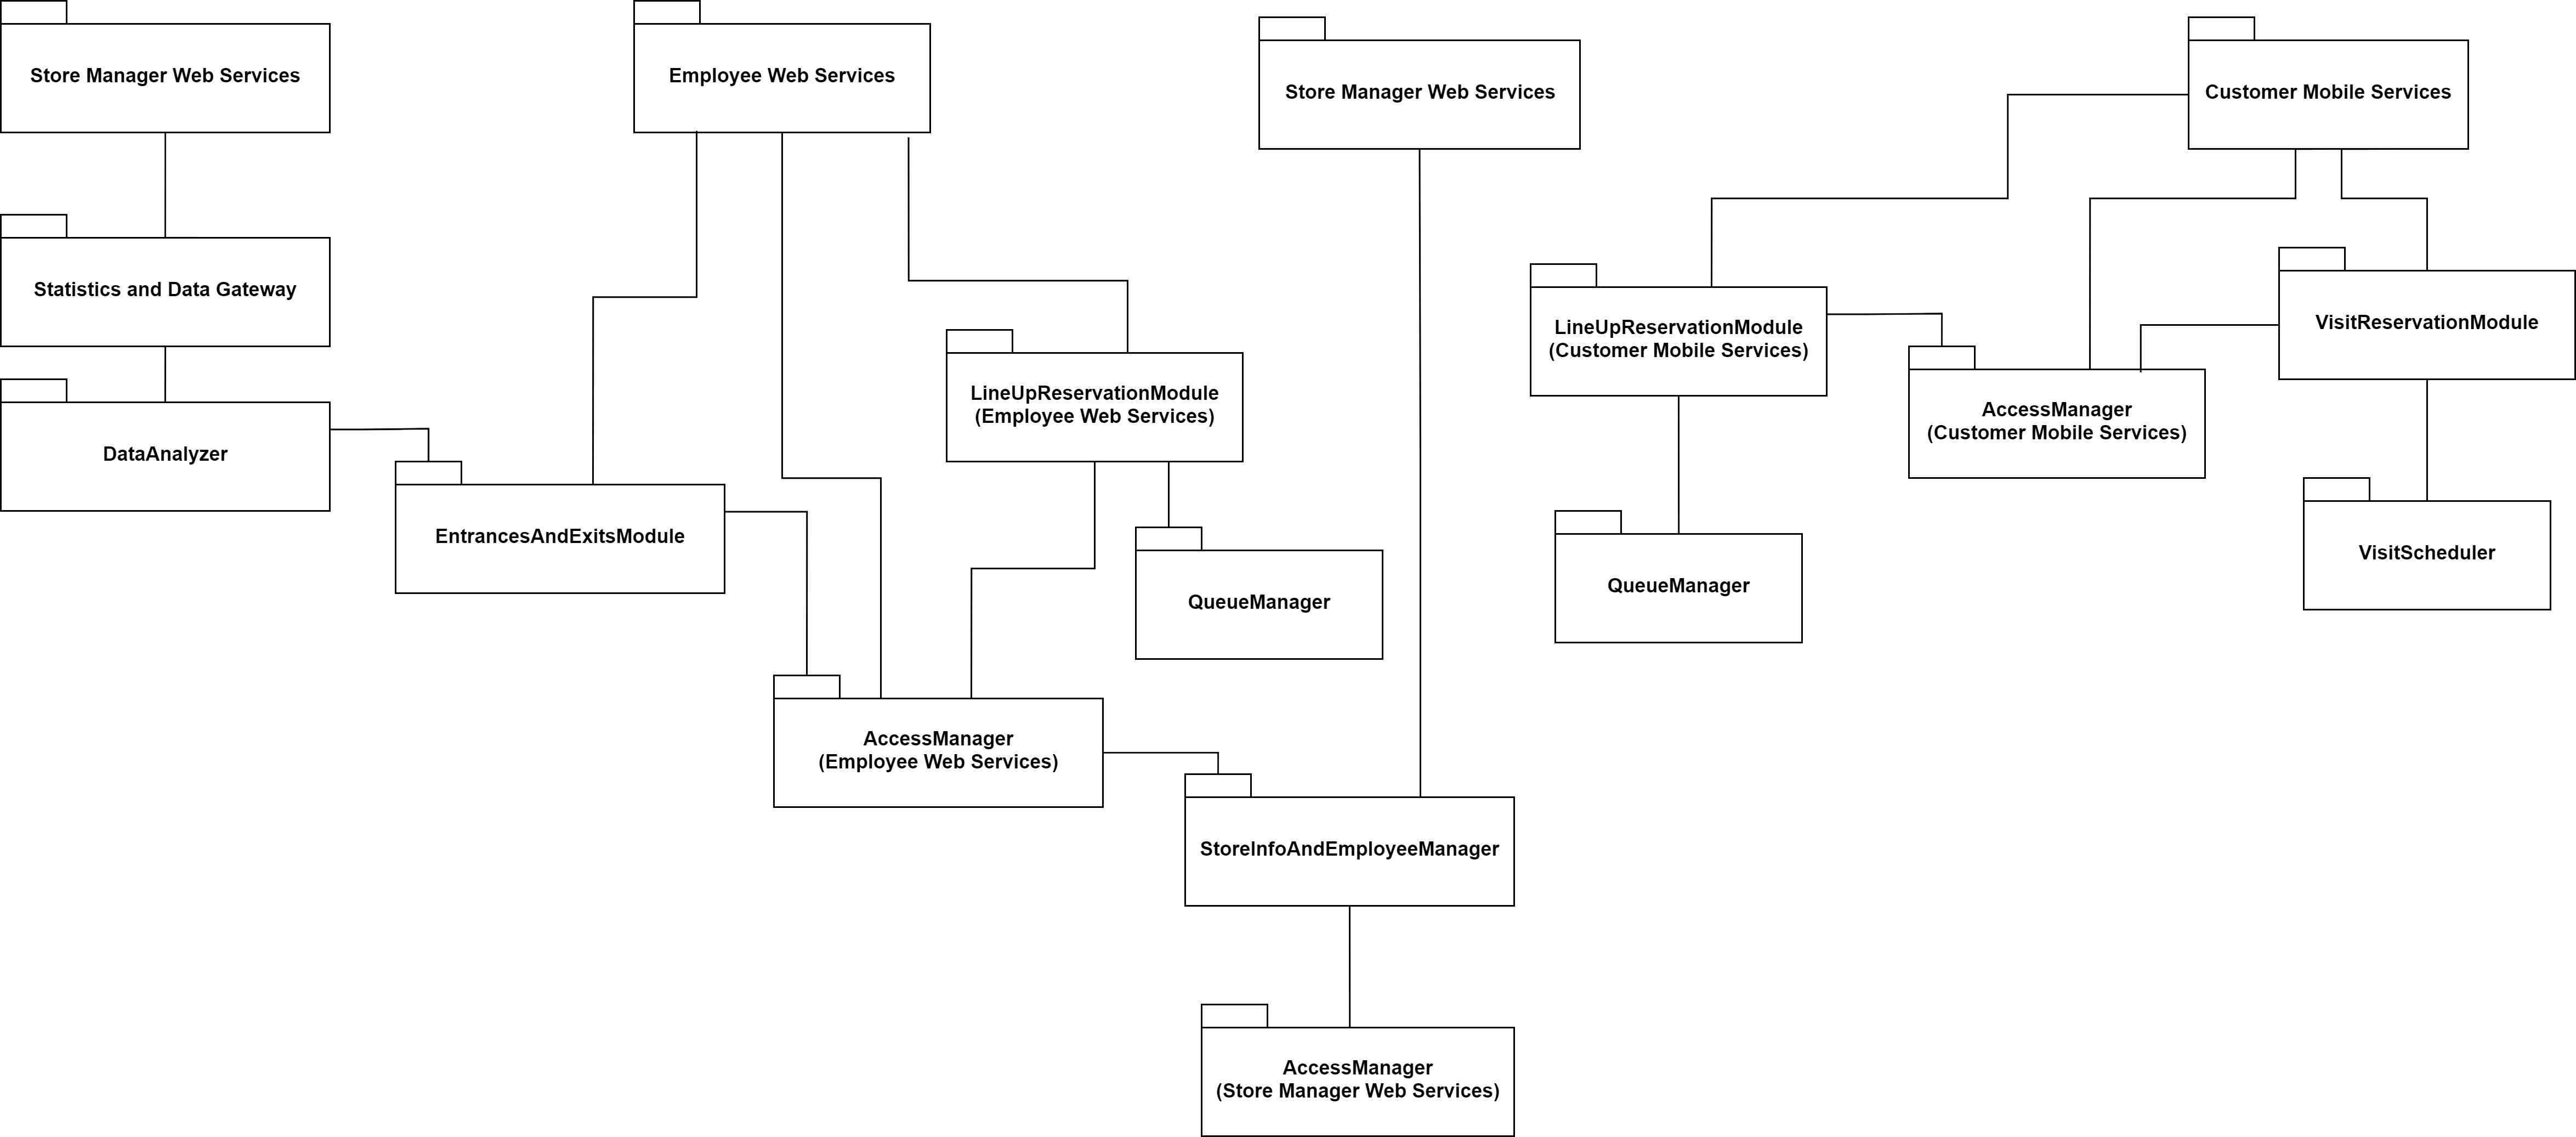 Store Manager Web Services
Employee Web Services
Store Manager Web Services
Customer Mobile Services
Statistics and Data Gateway
LineUpReservationModule
(Customer Mobile Services)
VisitReservationModule
LineUpReservationModule
(Employee Web Services)
AccessManager
(Customer Mobile Services)
DataAnalyzer
EntrancesAndExitsModule
VisitScheduler
QueueManager
QueueManager
AccessManager
(Employee Web Services)
StoreInfoAndEmployeeManager
AccessManager
(Store Manager Web Services)